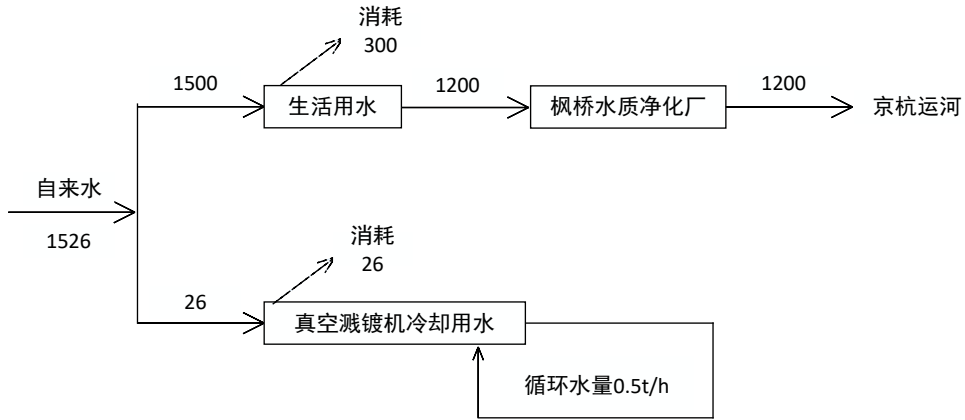 消耗
300
1500
生活用水
1200
枫桥水质净化厂
1200
京杭运河
自来水
1526
消耗
26
26
真空溅镀机冷却用水
循环水量0.5t/h